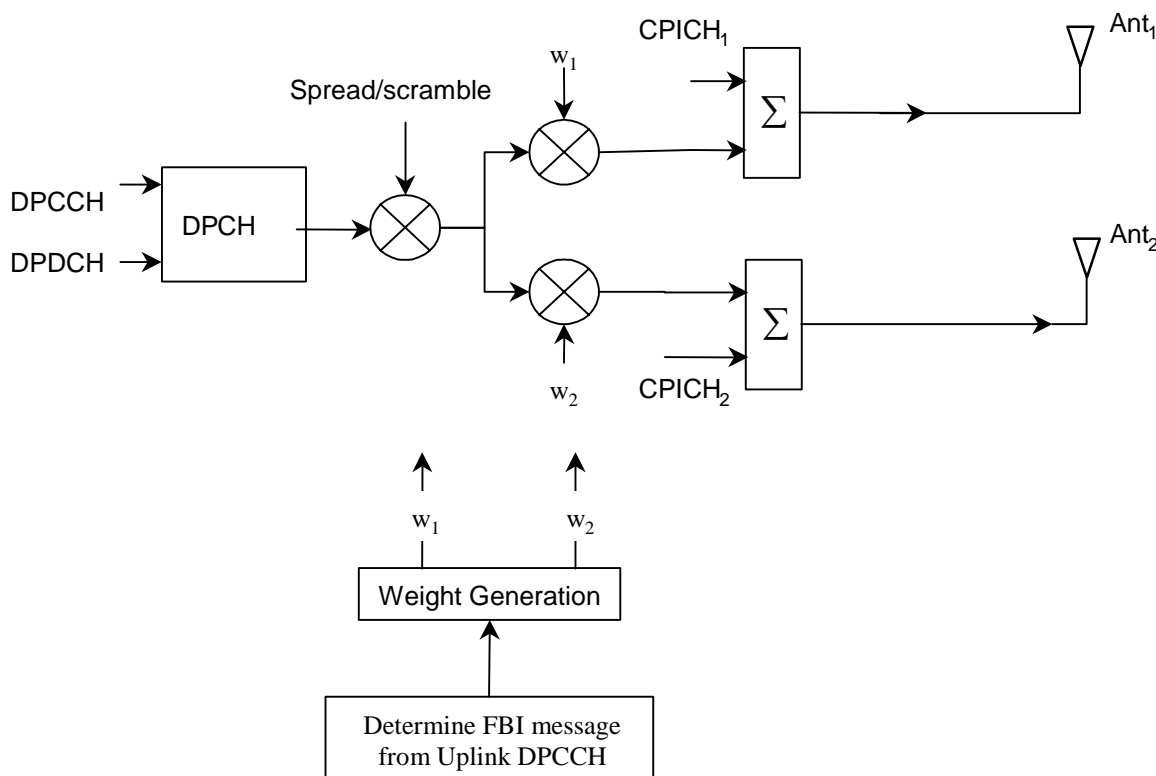 Ant1
CPICH1
w1
Spread/scramble
∑
DPCCH
DPCH
DPDCH
Ant2
∑
w2
CPICH2
w1
w2
Weight Generation
Determine FBI message
from Uplink DPCCH